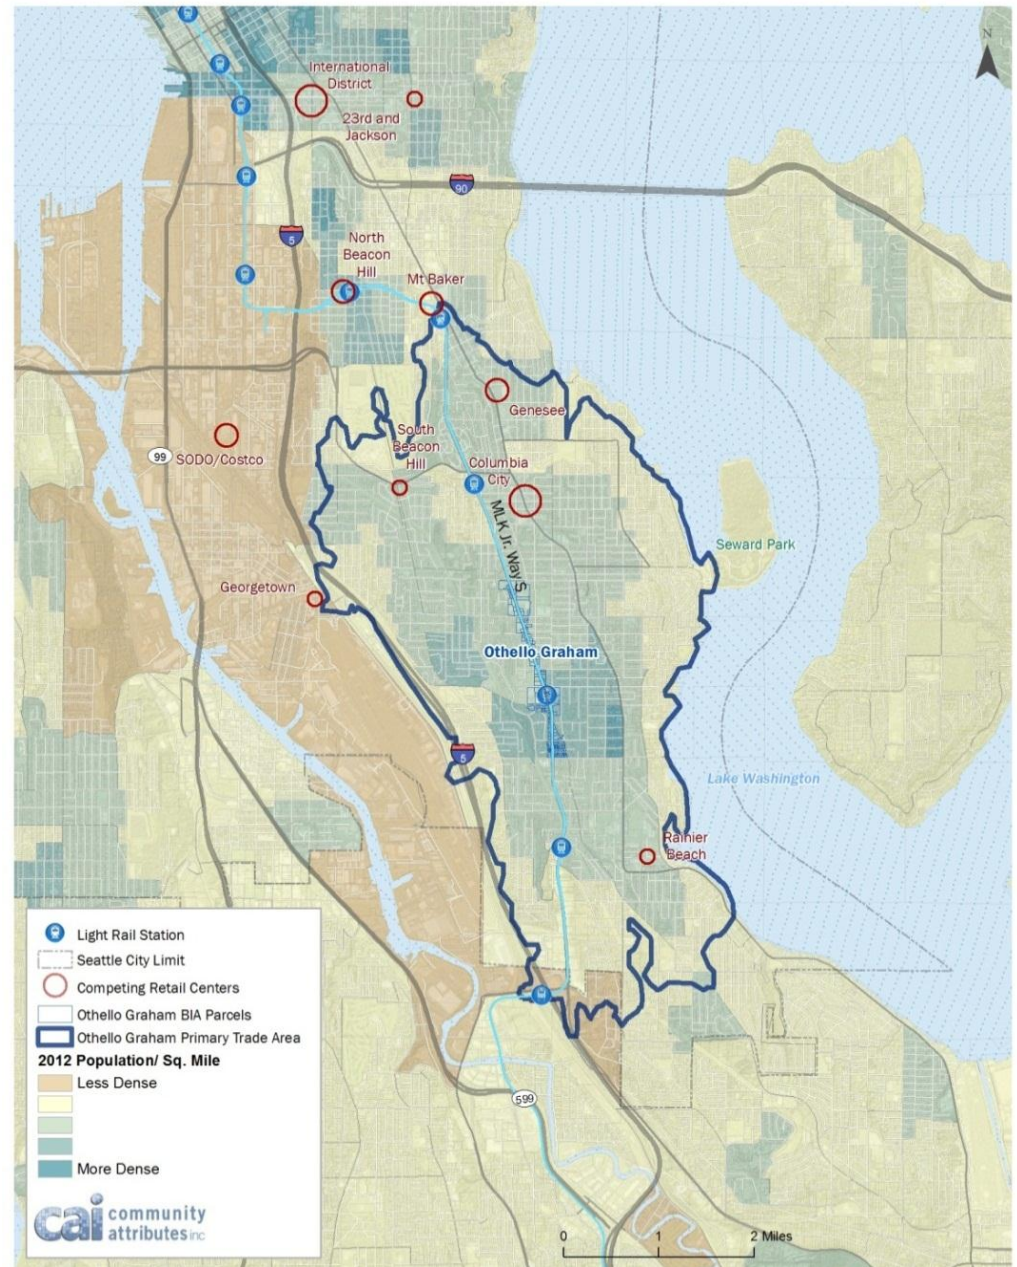 N
International
District
23rd and
Jackson
90
5
North
Beacon
Hill
Mt Baker
Genesee
South
Beacon
Hill
99
SODO/Costco
Columbia
City
MLK Jr. Way S
Seward Park
Georgetown
Othello Graham
5
Lake Washington
Rainier
Beach
Light Rail Station
Seattle City Limit
Competing Retail Centers
Othello Graham BIA Parcels
Othello Graham Primary Trade Area
2012 Population/ Sq. Mile
Less Dense
More Dense
599
cai community
attributes inc
0 1 2 Miles